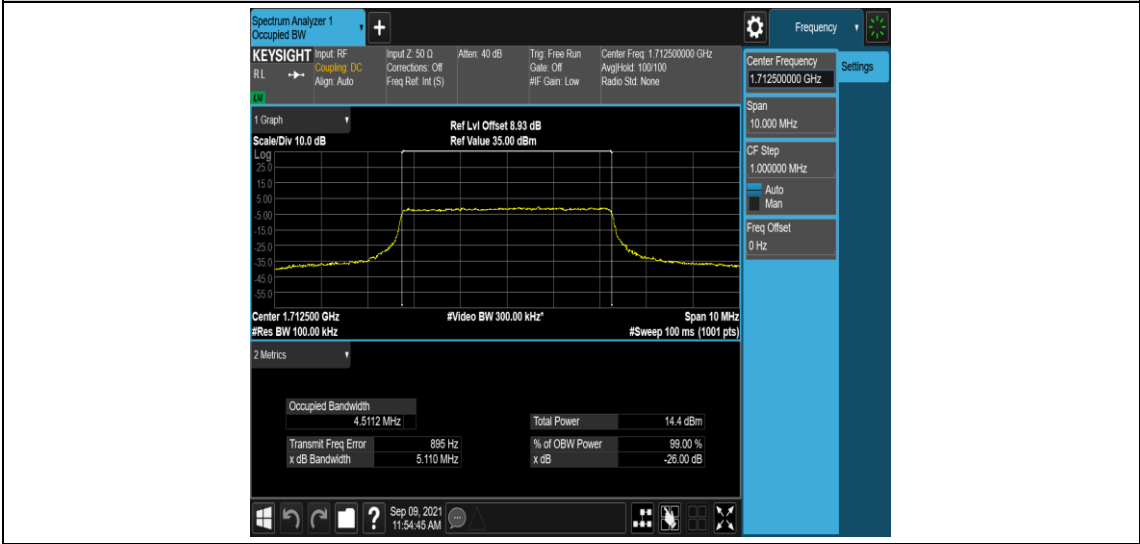 Spectrum Analyzer 1
Occupied BW
+
Frequency
KEYSIGHT Input: RF Input Z: 50 Ω Atten: 40 dB Trig: Free Run Center Freq: 1.712500000 GHz
RL Coupling: DC Corrections: Off Gate: Off Avg|Hold: 100/100
Align: Auto Freq Ref: Int (S) #IF Gain: Low Radio Std: None
LXI
Center Frequency
1.712500000 GHz
Settings
Span
10.000 MHz
CF Step
1.000000 MHz
Auto
Man
Freq Offset
0 Hz
1 Graph
Ref Lvl Offset 8.93 dB
Scale/Div 10.0 dB Ref Value 35.00 dBm
Log
25.0
15.0
5.00
-5.00
-15.0
-25.0
-35.0
-45.0
-55.0
Center 1.712500 GHz #Video BW 300.00 kHz* Span 10 MHz
#Res BW 100.00 kHz #Sweep 100 ms (1001 pts)
2 Metrics
Occupied Bandwidth
4.5112 MHz Total Power 14.4 dBm
Transmit Freq Error 895 Hz % of OBW Power 99.00 %
x dB Bandwidth 5.110 MHz x dB -26.00 dB
? Sep 09, 2021
11:54:45 AM